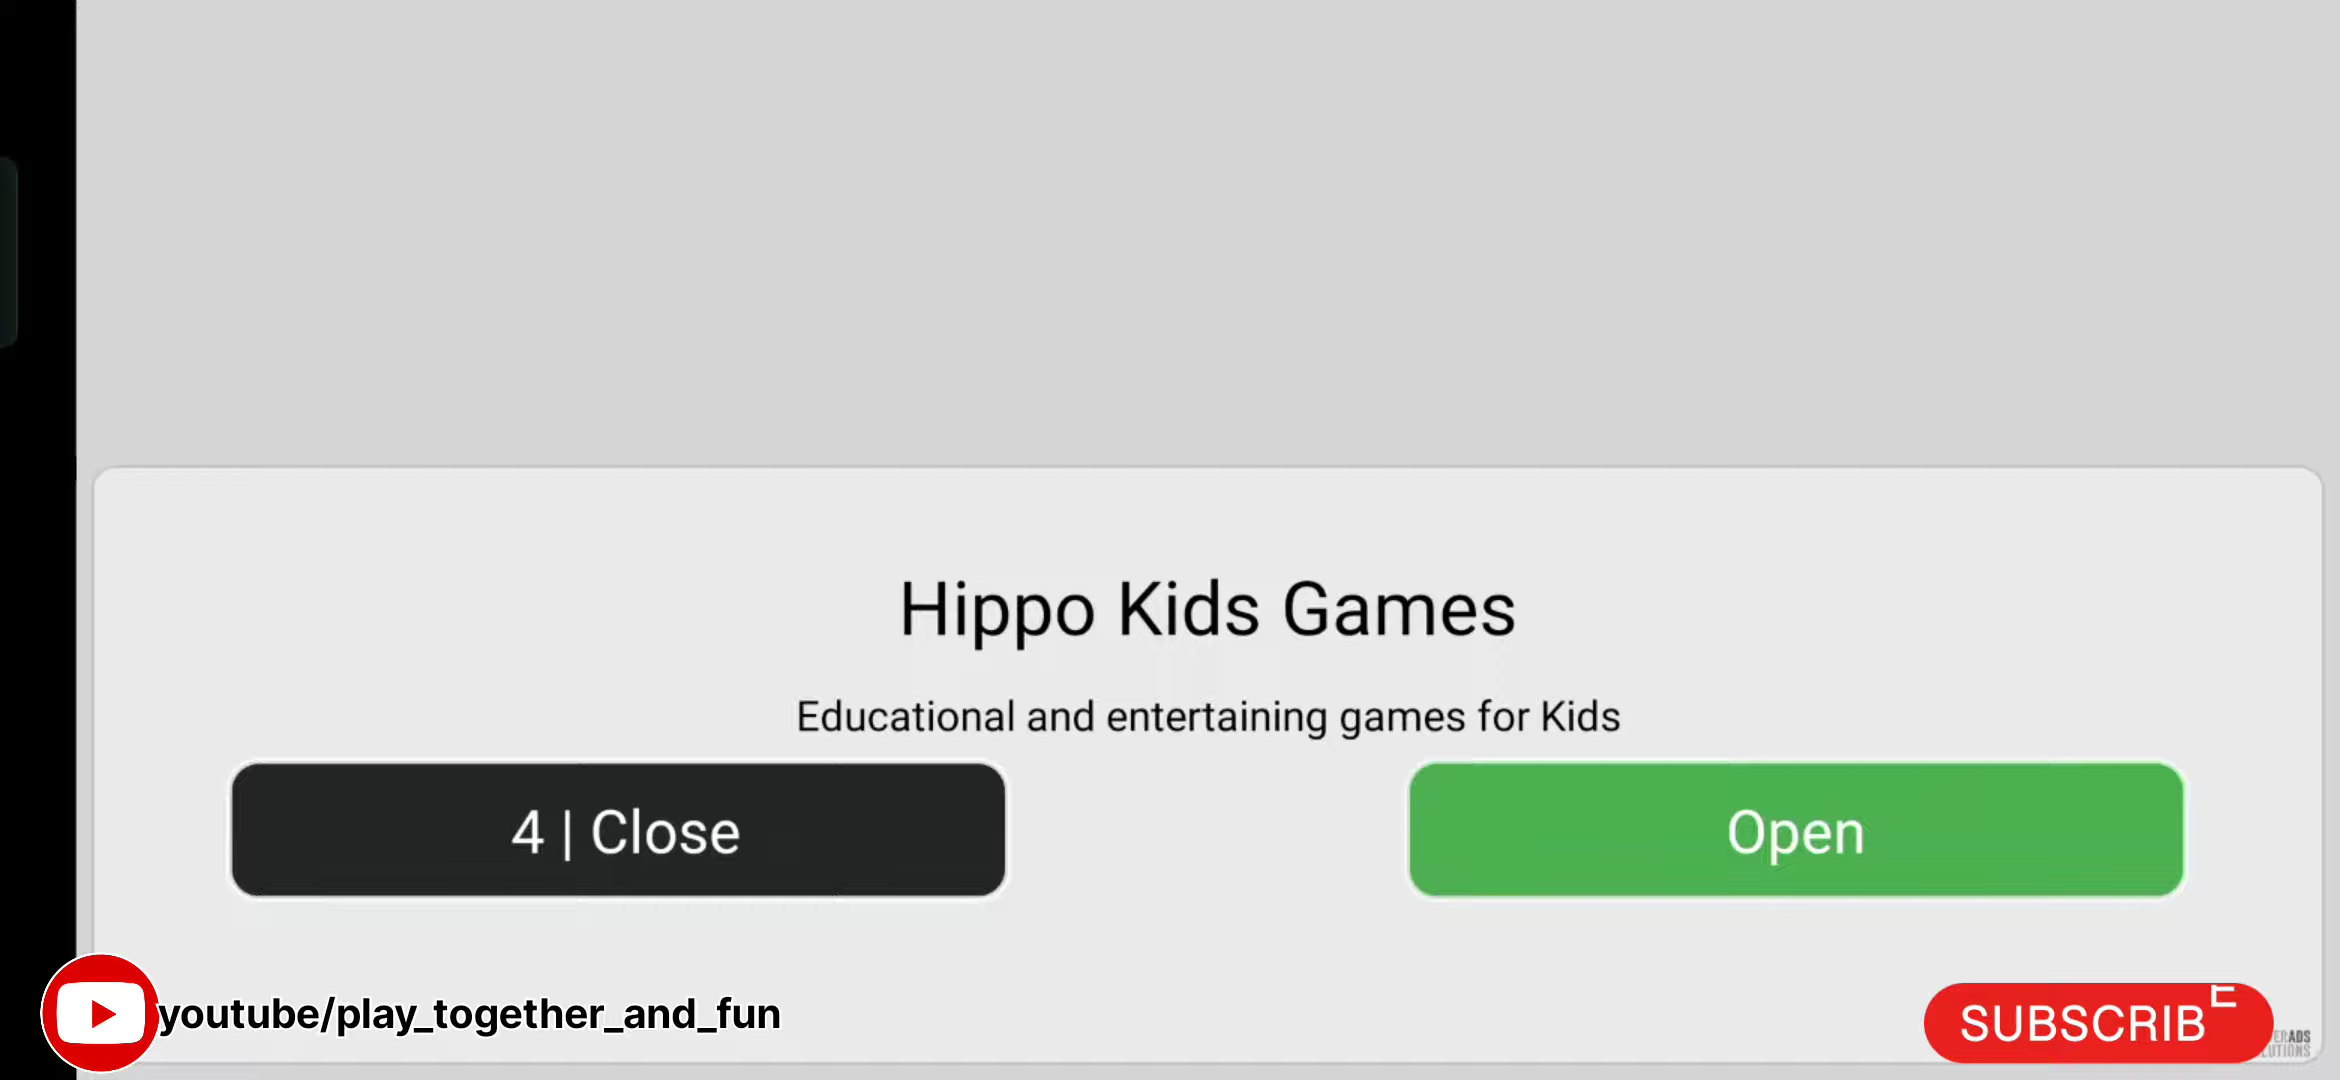 Hippo Kids Games
Educational and entertaining games for Kids
4 | Close
Open
youtube/play_together_and_fun
SUBSCRIBE